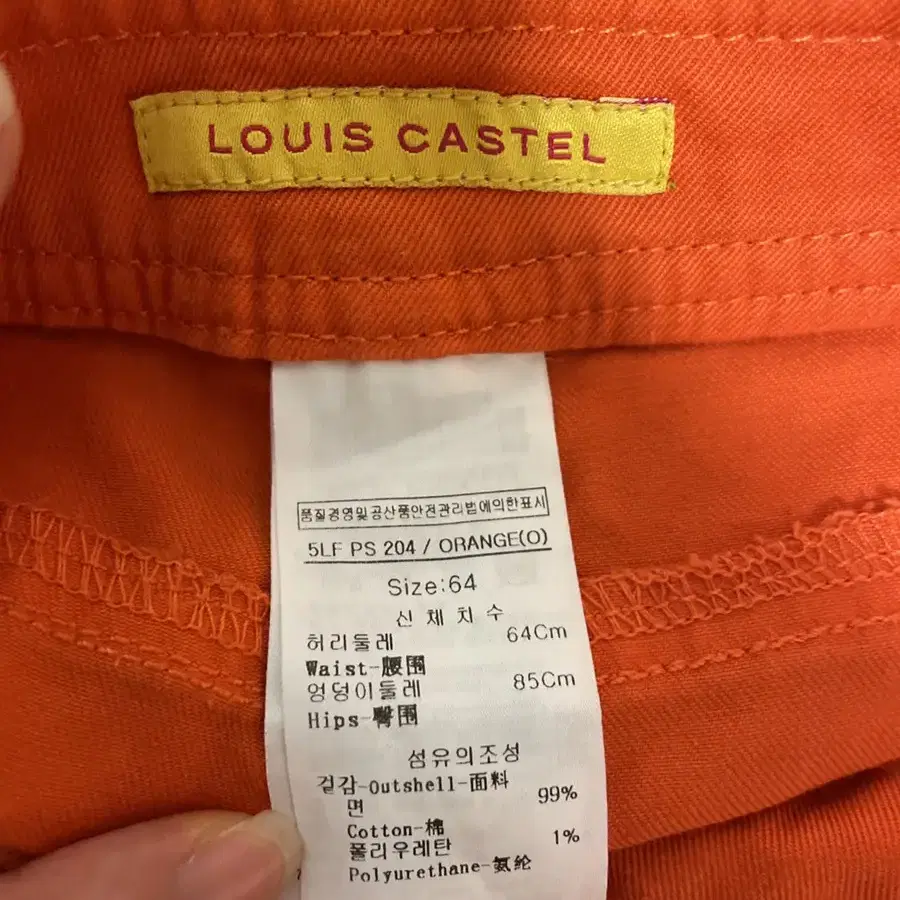 LOUIS CASTEL
품질경영및공산품안전관리법에의한표시
5LF PS 204 / ORANGE(O)
Size:64
신체치수
허리둘레 64Cm
Waist-腰围
엉덩이둘레 85Cm
Hips-臀围
섬유의조성
겉감-Outshell-面料
면 99%
Cotton-棉
폴리우레탄 1%
Polyurethane-氨纶